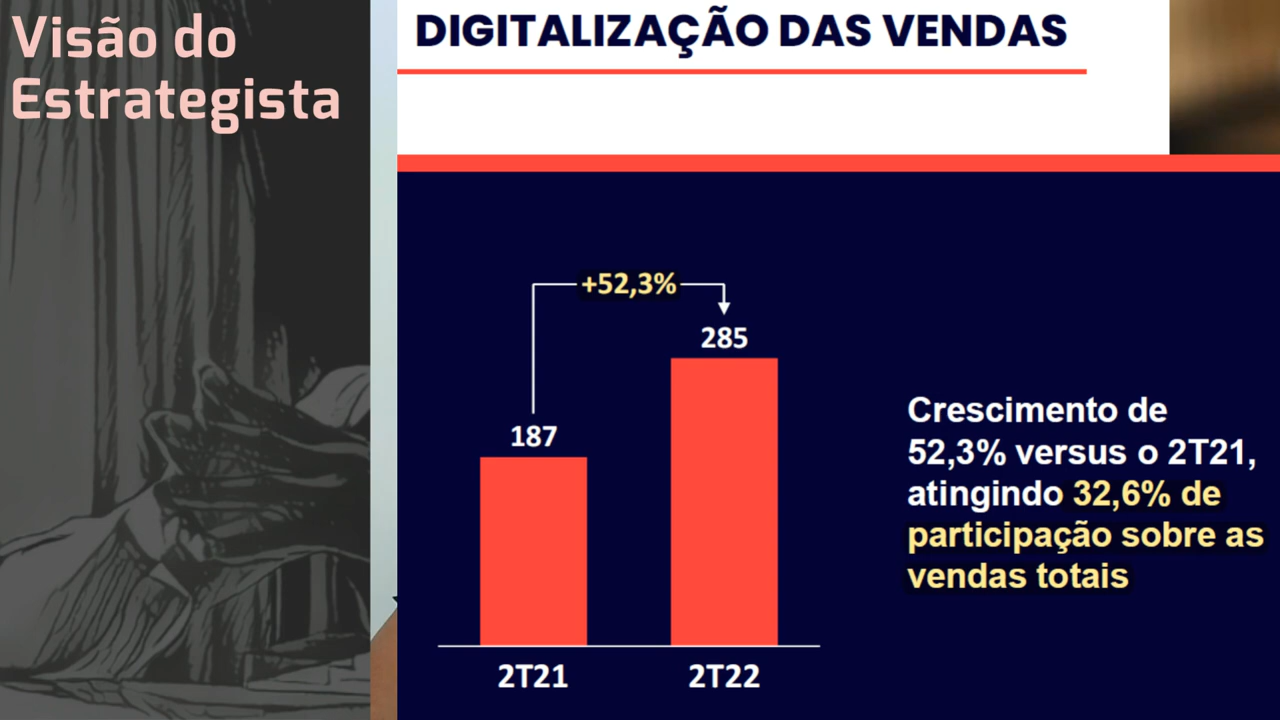 Visão do
Estrategista
DIGITALIZAÇÃO DAS VENDAS
+52,3%
285
187
2T21
2T22
Crescimento de
52,3% versus o 2T21,
atingindo 32,6% de
participação sobre as
vendas totais